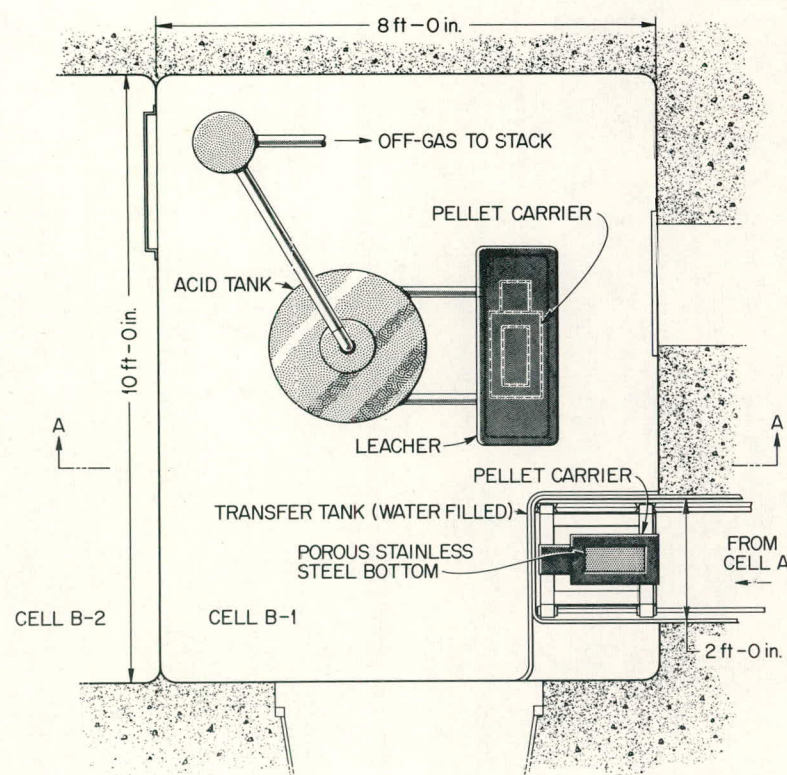 8 ft-0 in.
OFF-GAS TO STACK
PELLET CARRIER
ACID TANK
10 ft-0 in.
A
A
LEACHER
PELLET CARRIER
TRANSFER TANK (WATER FILLED)
POROUS STAINLESS
STEEL BOTTOM
FROM
CELL A
CELL B-2
CELL B-1
2 ft-0 in.